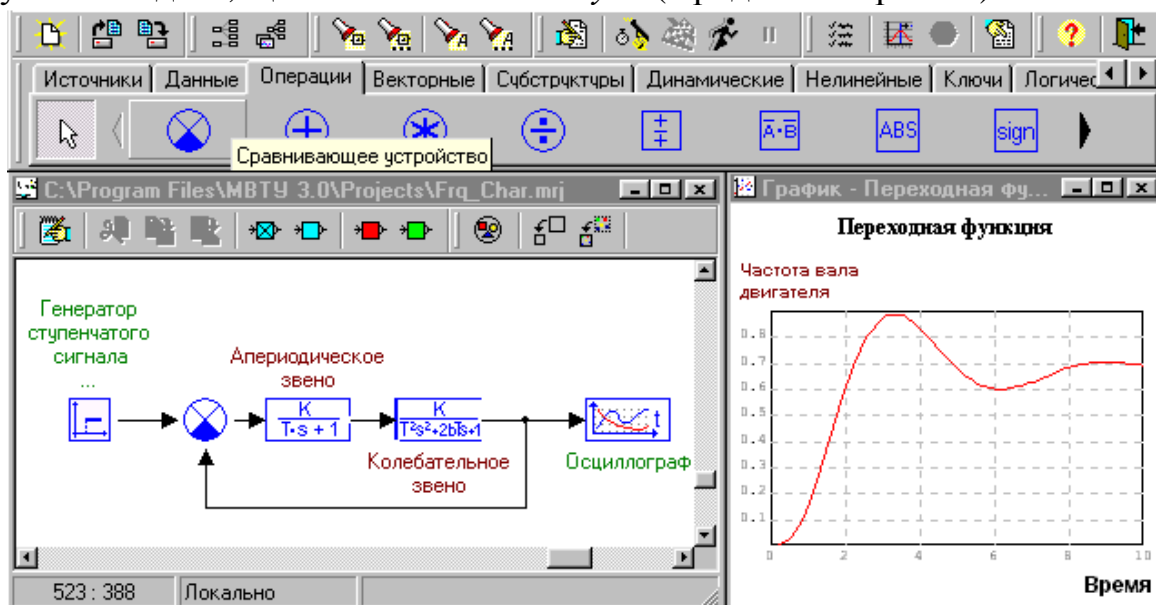 Источники Данные Операции Векторные Субструктуры Динамические Нелинейные Ключи Логичес
ABS sign
Сравнивающее устройство
C:\Program Files\МВТУ 3.0\Projects\Frq_Char.mrj
График - Переходная фу...
Переходная функция
Частота вала
двигателя
Генератор
ступенчатого
сигнала
...
Апериодическое
звено
K
T·s + 1
K
T²s²+2bTs+1
t
Колебательное
звено
Осциллограф
0.8
0.7
0.6
0.5
0.4
0.3
0.2
0.1
0 2 4 6 8 10
Время
523 : 388 Локально